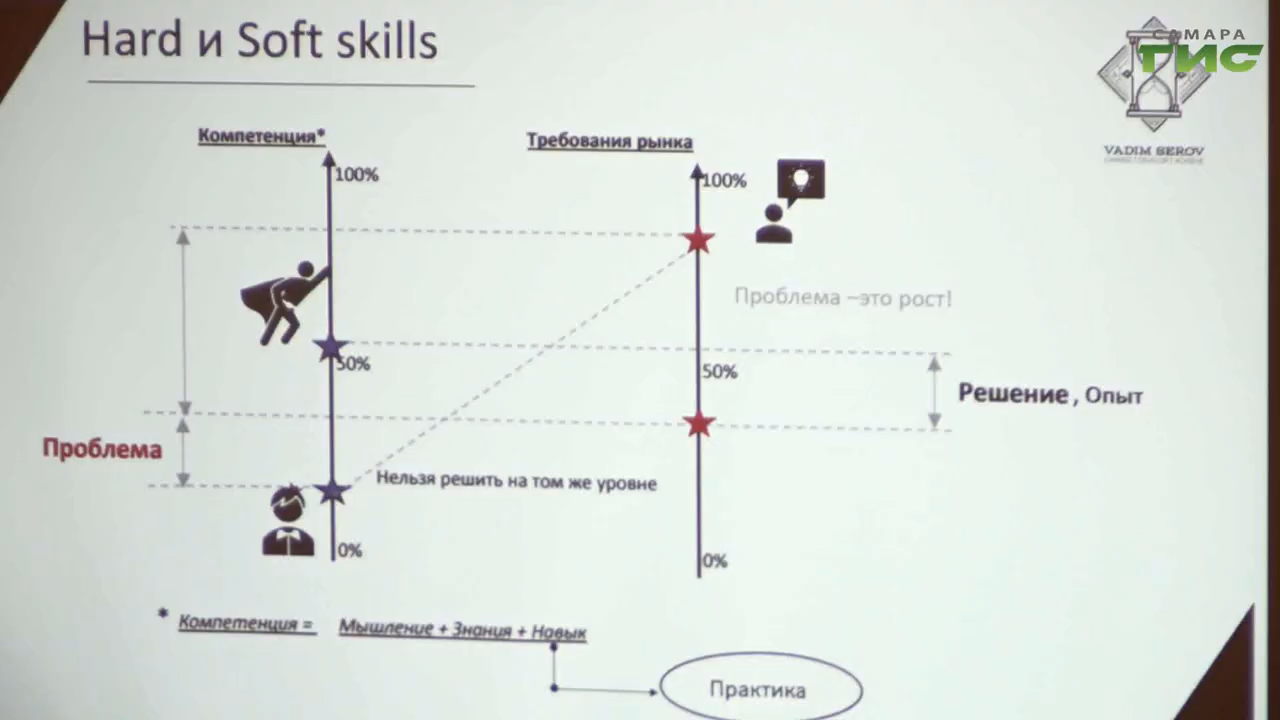 Hard и Soft skills
САМАРА
ГИС
VADIM SEROV
Компетенция*
Требования рынка
100%
100%
Проблема –это рост!
50%
50%
Решение, Опыт
Проблема
Нельзя решить на том же уровне
0%
0%
* Компетенция = Мышление + Знания + Навык
Практика